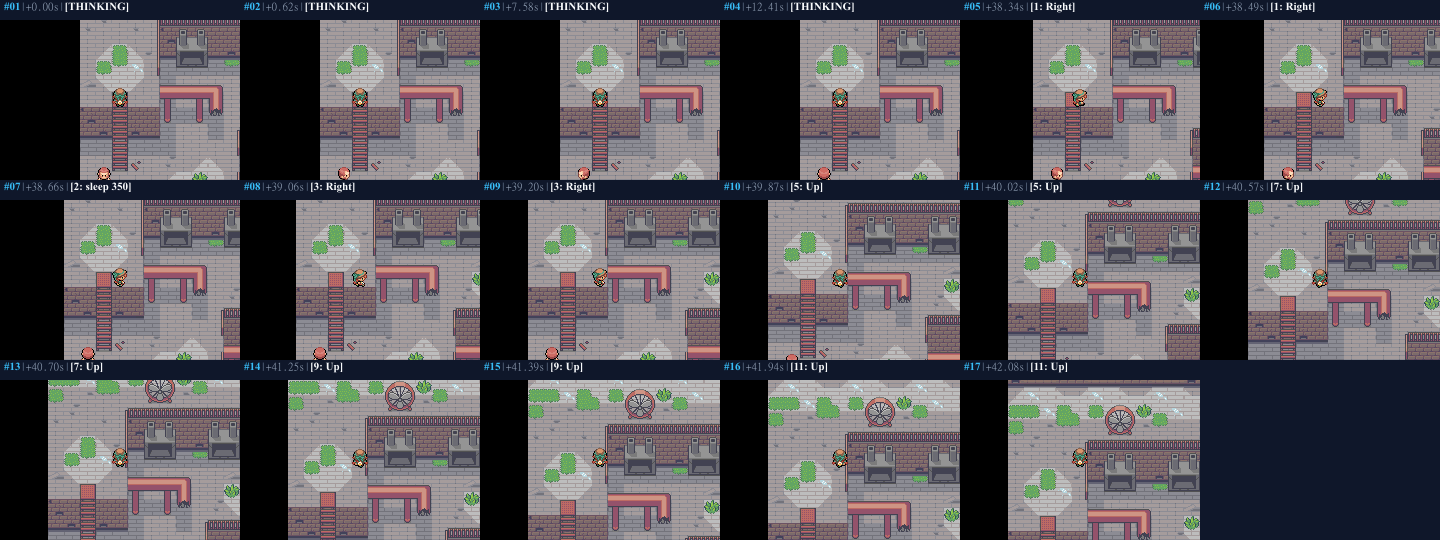 #01 | +0.00s | [THINKING]
#02 | +0.62s | [THINKING]
#03 | +7.58s | [THINKING]
#04 | +12.41s | [THINKING]
#05 | +38.34s | [1: Right]
#06 | +38.49s | [1: Right]
#07 | +38.66s | [2: sleep 350]
#08 | +39.06s | [3: Right]
#09 | +39.20s | [3: Right]
#10 | +39.87s | [5: Up]
#11 | +40.02s | [5: Up]
#12 | +40.57s | [7: Up]
#13 | +40.70s | [7: Up]
#14 | +41.25s | [9: Up]
#15 | +41.39s | [9: Up]
#16 | +41.94s | [11: Up]
#17 | +42.08s | [11: Up]